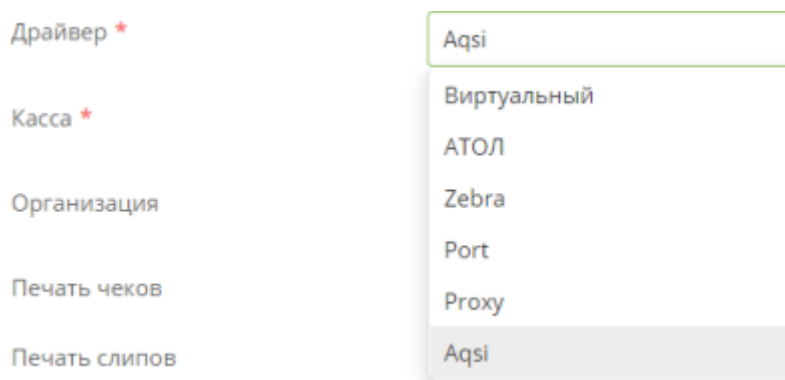 Драйвер *
Aqsi
Виртуальный
Касса *
АТОЛ
Организация
Zebra
Port
Печать чеков
Proxy
Печать слипов
Aqsi